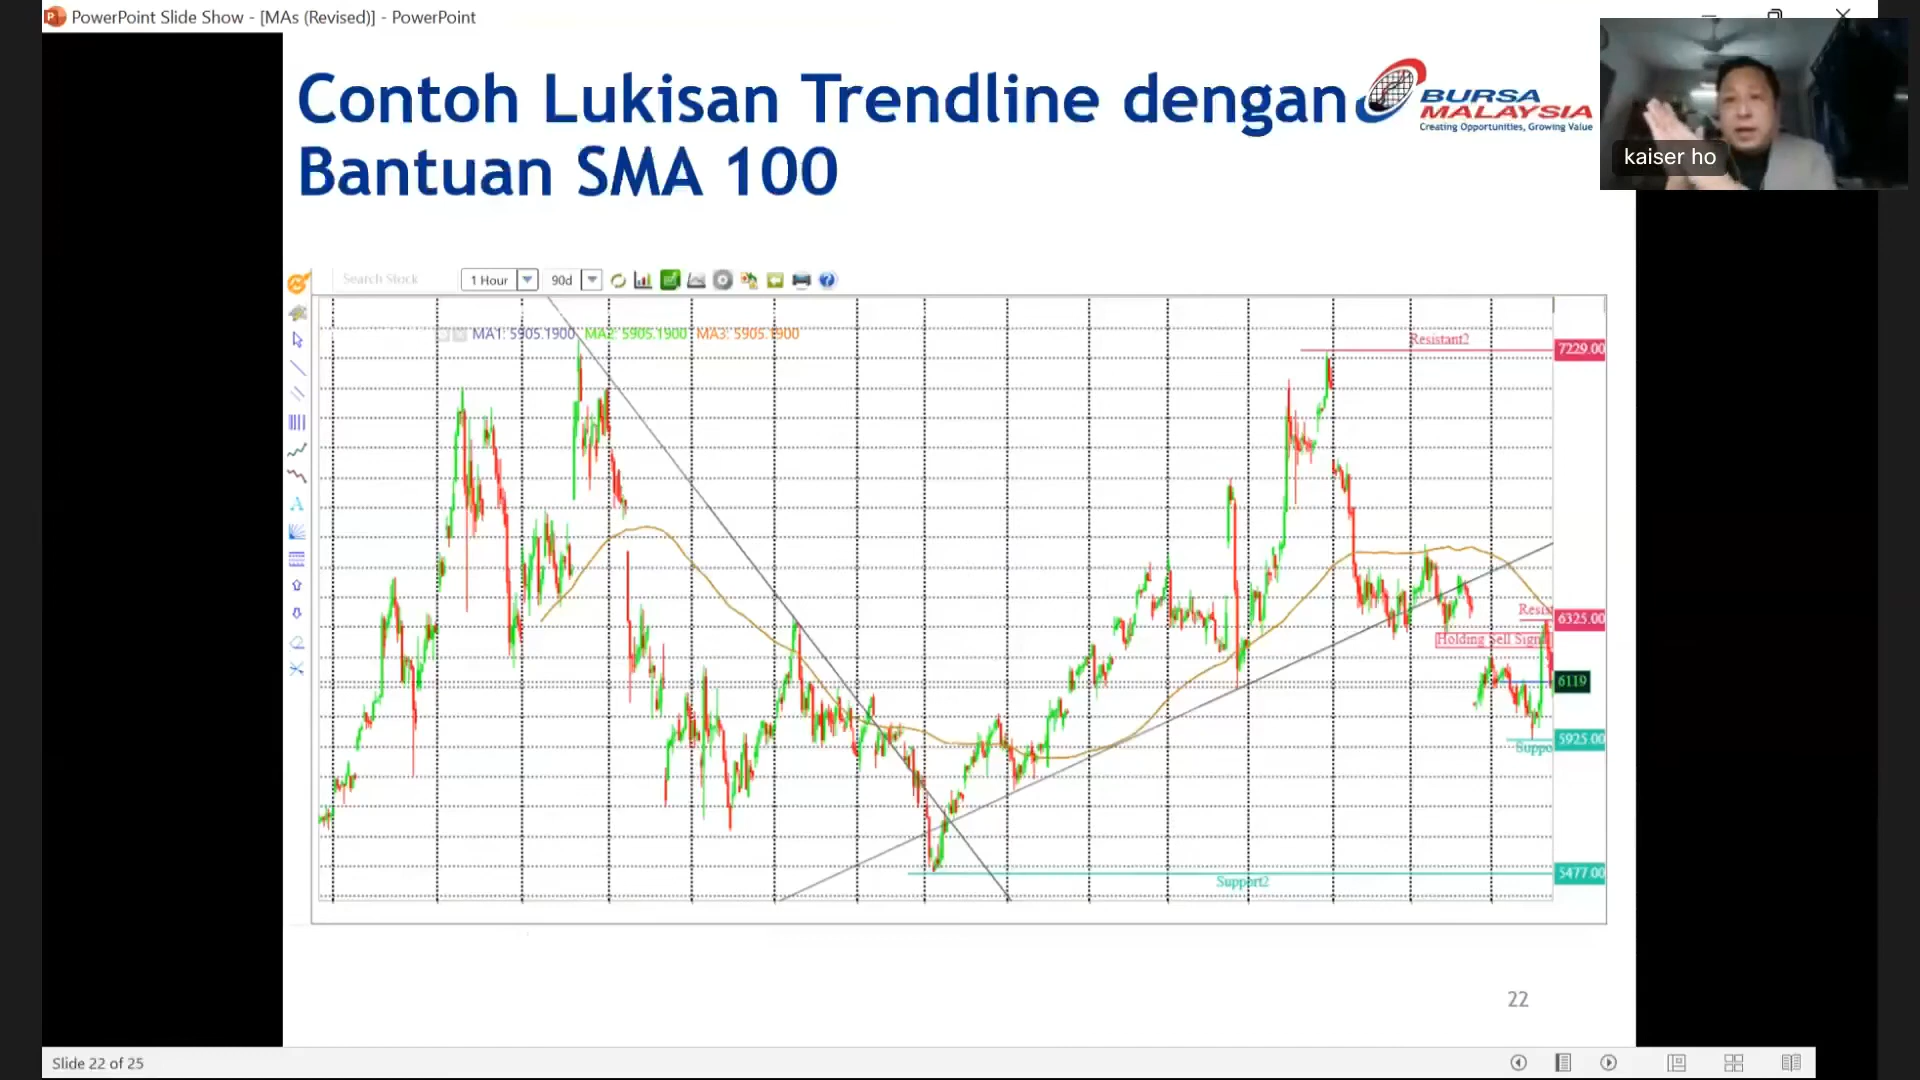 PowerPoint Slide Show - [MAs (Revised)] - PowerPoint
Contoh Lukisan Trendline dengan
Bantuan SMA 100
BURSA
MALAYSIA
Creating Opportunities, Growing Value
kaiser ho
Search Stock
1 Hour
90d
MA1: 5905.1900
MA2: 5905.1900
MA3: 5905.1900
Resistant2
7229.00
Resis
6325.00
Holding Sell Sign
6119
5925.00
Suppo
5477.00
Support2
A
22
Slide 22 of 25